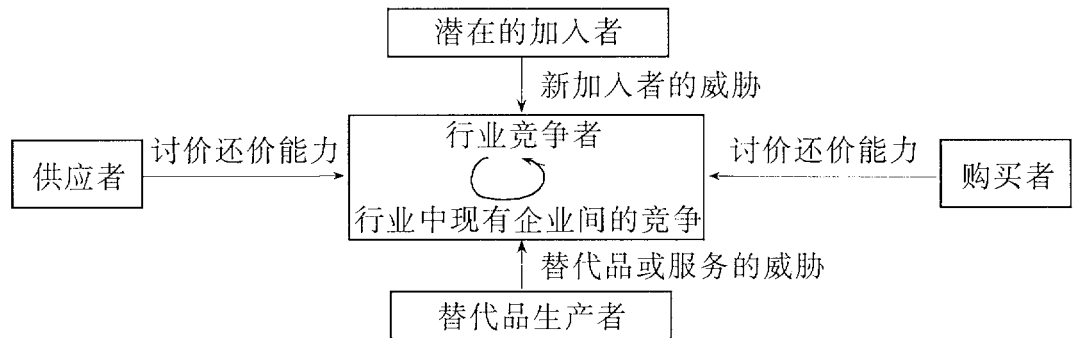 潜在的加入者
新加入者的威胁
行业竞争者
供应者
讨价还价能力
讨价还价能力
购买者
行业中现有企业间的竞争
替代品或服务的威胁
替代品生产者